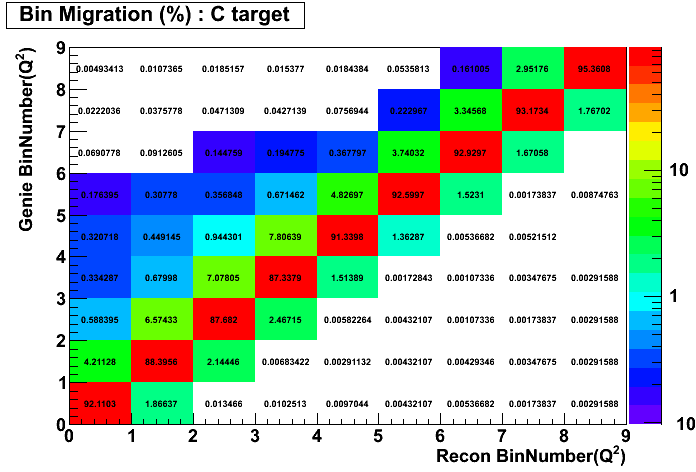 Bin Migration (%) : C target
Genie BinNumber(Q²)
9
0.00493413 0.0107365 0.0185157 0.015377 0.0184384 0.0535813 0.161005 2.95176 95.3608
8
0.0222036 0.0375778 0.0471309 0.0427139 0.0756944 0.222967 3.34568 93.1734 1.76702
7
0.0690778 0.0912605 0.144758 0.194775 0.367797 3.74032 92.9297 1.67058
6
0.176395 0.30778 0.356848 0.671462 4.82697 92.5997 1.5231 0.00173837 0.00874763
5
0.320718 0.449145 0.944301 7.80639 91.3398 1.36287 0.00536682 0.00521512
4
0.334287 0.67998 7.07805 87.3379 1.51389 0.00172843 0.00107336 0.00347675 0.00291588
3
0.588395 6.57433 87.682 2.46715 0.00582264 0.00432107 0.00107336 0.00173837 0.00291588
2
4.21128 88.3956 2.14446 0.00683422 0.00291132 0.00432107 0.00429346 0.00347675 0.00291588
1
92.1103 1.86637 0.013466 0.0102513 0.0097044 0.00432107 0.00536682 0.00173837 0.00291588
0
0 1 2 3 4 5 6 7 8 9
Recon BinNumber(Q²)
10
1
10